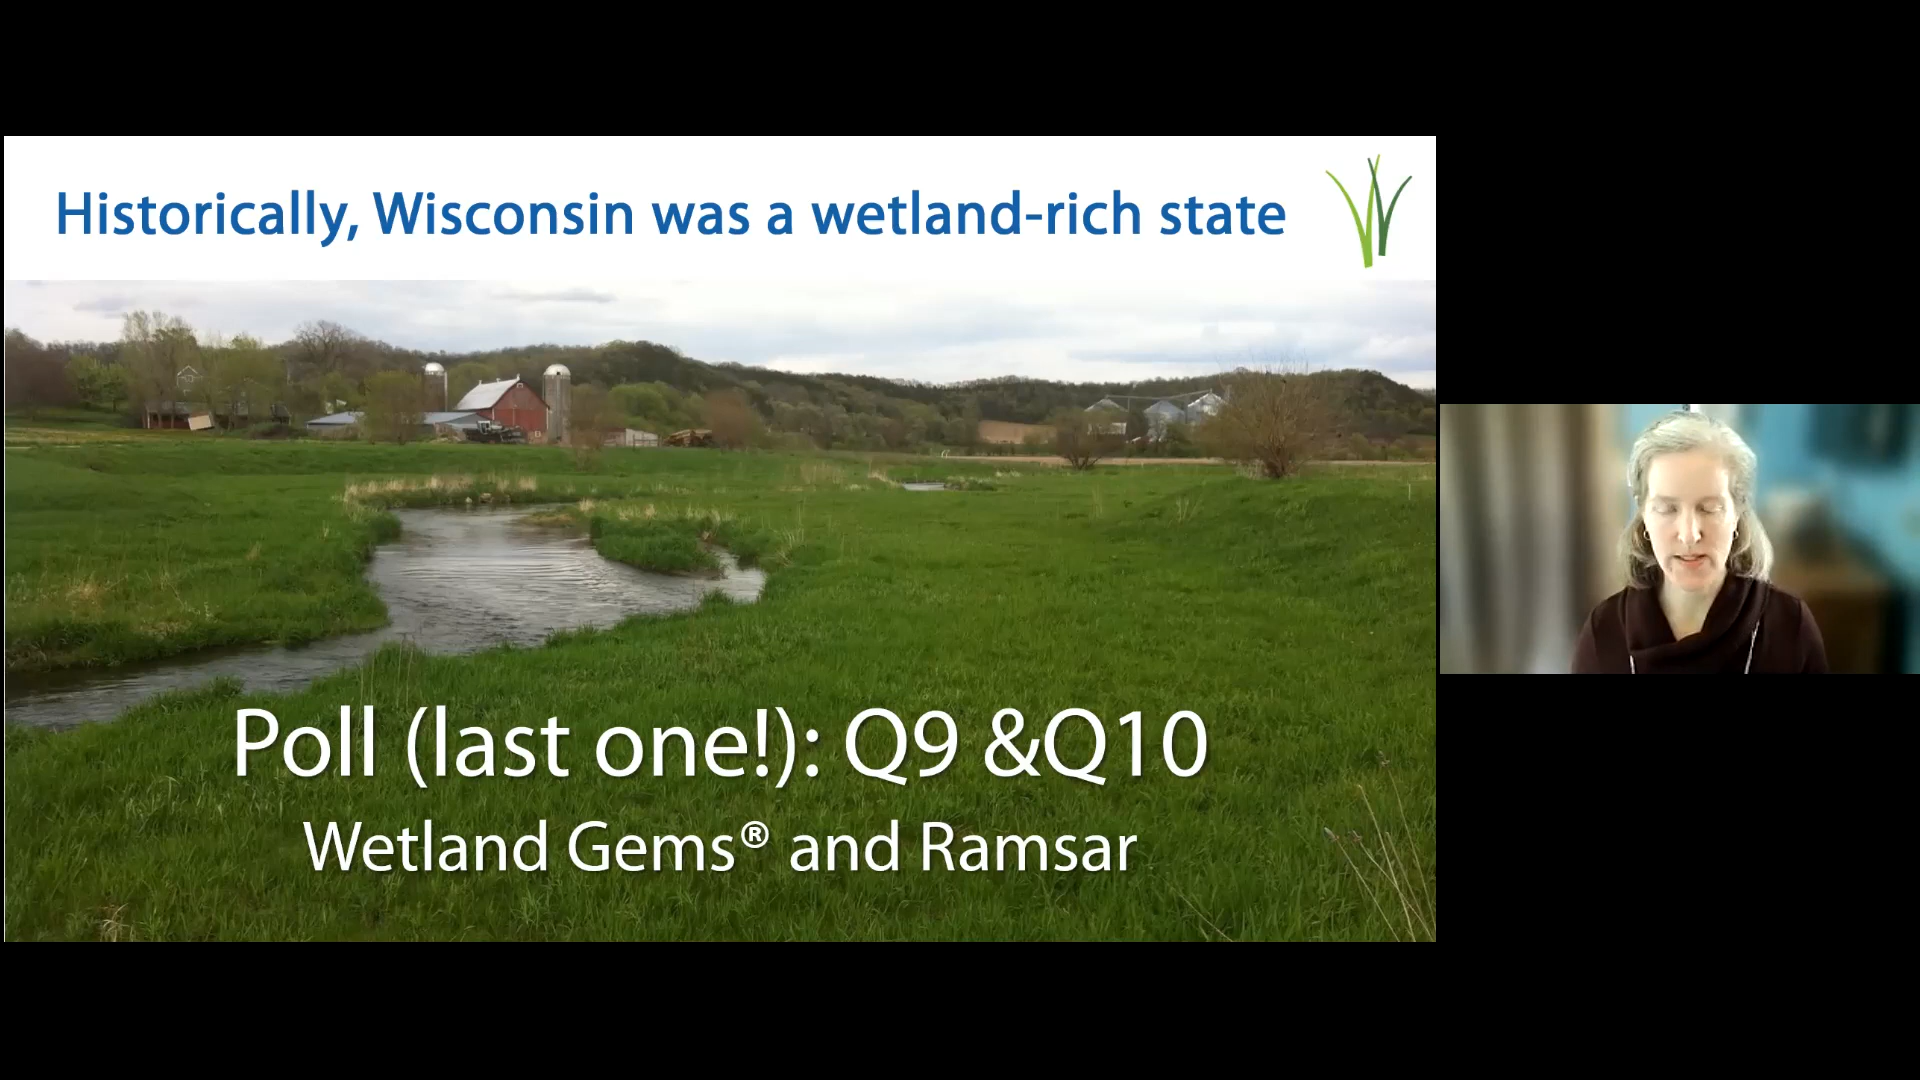 Historically, Wisconsin was a wetland-rich state
Poll (last one!): Q9 &Q10
Wetland Gems® and Ramsar